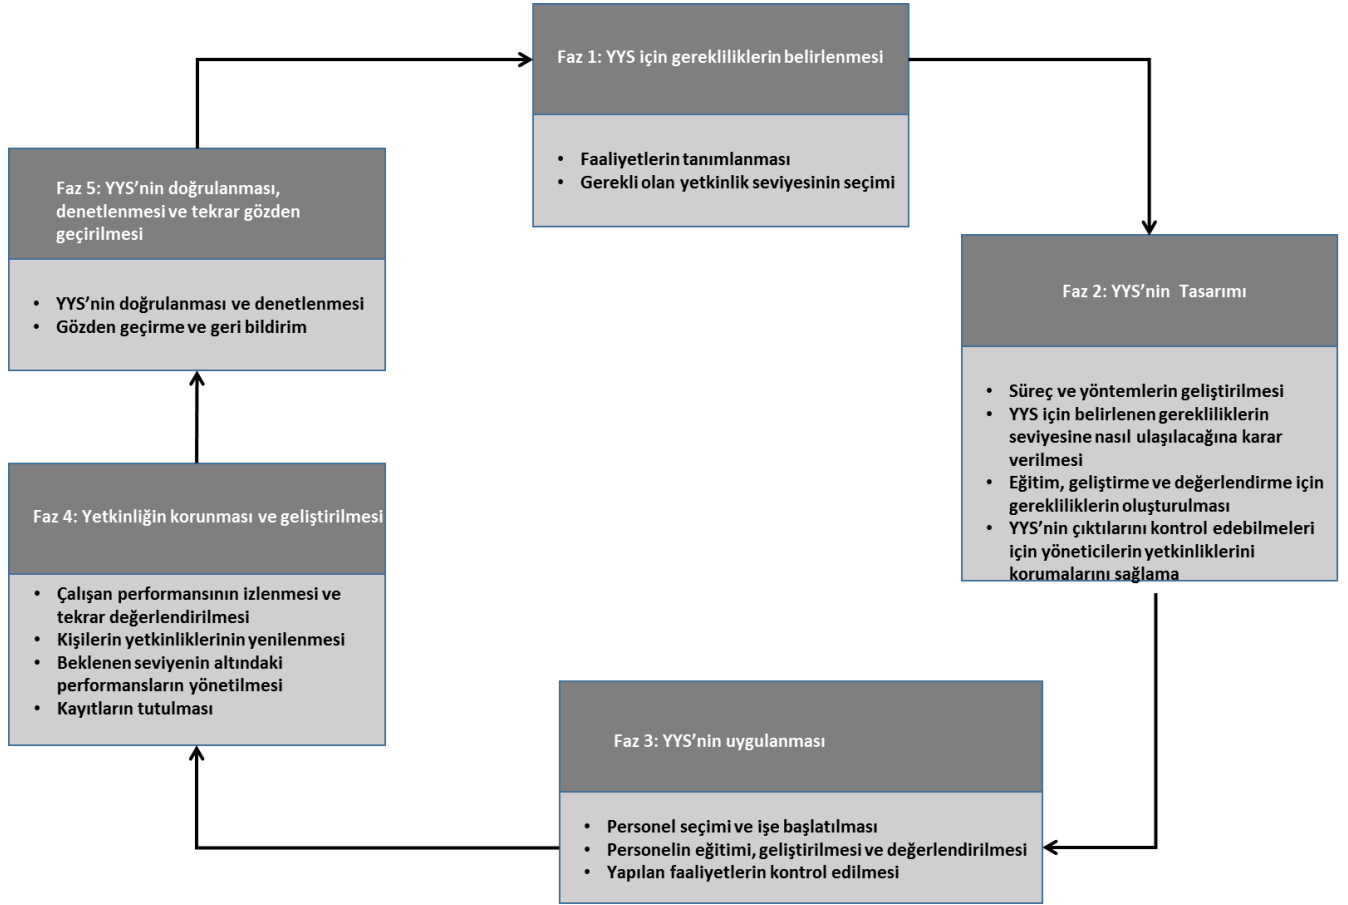 Faz 1: YYS için gerekliliklerin belirlenmesi
• Faaliyetlerin tanımlanması
• Gerekli olan yetkinlik seviyesinin seçimi
Faz 2: YYS’nin Tasarımı
• Süreç ve yöntemlerin geliştirilmesi
• YYS için belirlenen gerekliliklerin
seviyesine nasıl ulaşılacağına karar
verilmesi
• Eğitim, geliştirme ve değerlendirme için
gerekliliklerin oluşturulması
• YYS’nin çıktılarını kontrol edebilmeleri
için yöneticilerin yetkinliklerini
korumalarını sağlama
Faz 3: YYS’nin uygulanması
• Personel seçimi ve işe başlatılması
• Personelin eğitimi, geliştirilmesi ve değerlendirilmesi
• Yapılan faaliyetlerin kontrol edilmesi
Faz 4: Yetkinliğin korunması ve geliştirilmesi
• Çalışan performansının izlenmesi ve
tekrar değerlendirilmesi
• Kişilerin yetkinliklerinin yenilenmesi
• Beklenen seviyenin altındaki
performansların yönetilmesi
• Kayıtların tutulması
Faz 5: YYS’nin doğrulanması,
denetlenmesi ve tekrar gözden
geçirilmesi
• YYS’nin doğrulanması ve denetlenmesi
• Gözden geçirme ve geri bildirim